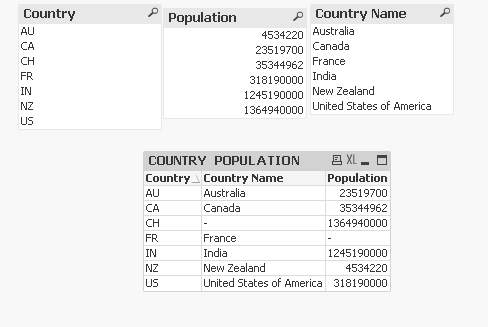 Country
AU
CA
CH
FR
IN
NZ
US
Population
4534220
23519700
35344962
318190000
1245190000
1364940000
Country Name
Australia
Canada
France
India
New Zealand
United States of America
COUNTRY POPULATION XL
Country Country Name Population
AU Australia 23519700
CA Canada 35344962
CH - 1364940000
FR France -
IN India 1245190000
NZ New Zealand 4534220
US United States of America 318190000